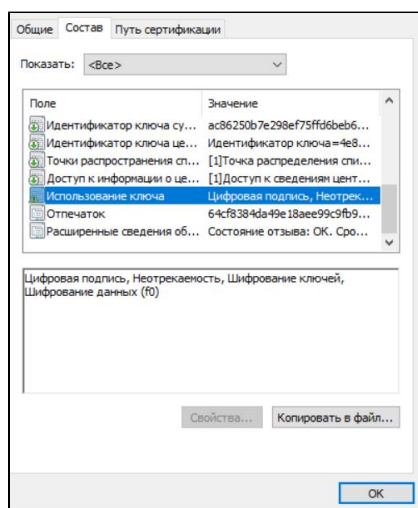 Общие Состав Путь сертификации
Показать: <Все>
Поле Значение
Идентификатор ключа су... ac86250b7e298ef75ffd6beb6...
Идентификатор ключа це... Идентификатор ключа=4e8...
Точки распространения сп... [1]Точка распределения спи...
Доступ к информации о це... [1]Доступ к сведениям цент...
Использование ключа Цифровая подпись, Неотрек...
Отпечаток 64cf8384da49e18aee99c9fb9...
Расширенные сведения об... Состояние отзыва: ОК. Сро...
Цифровая подпись, Неотрекаемость, Шифрование ключей,
Шифрование данных (f0)
Свойства... Копировать в файл...
ОК